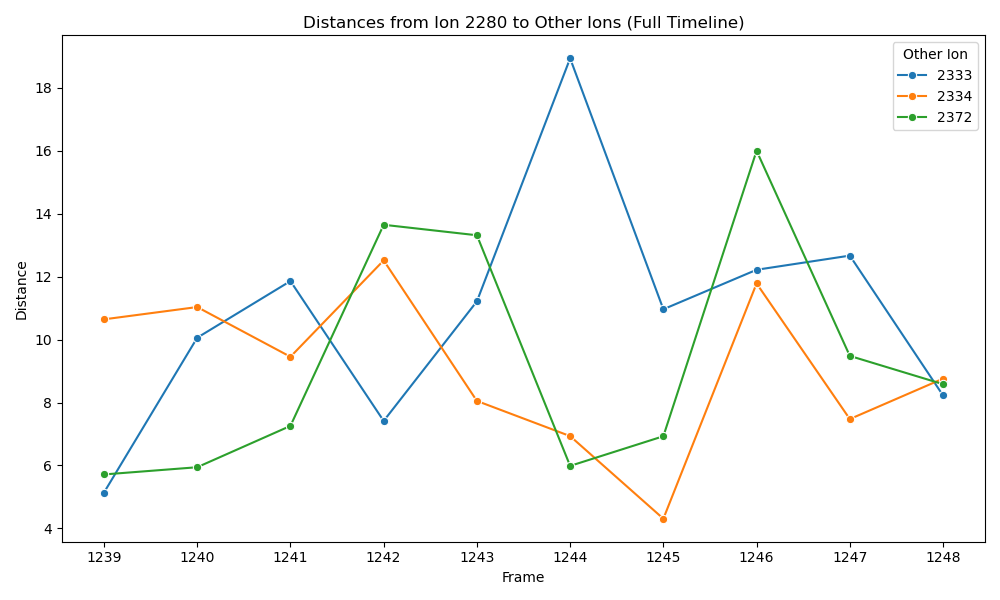 Distances from Ion 2280 to Other Ions (Full Timeline)
Other Ion
2333
2334
2372
Distance
18
16
14
12
10
8
6
4
1239 1240 1241 1242 1243 1244 1245 1246 1247 1248
Frame